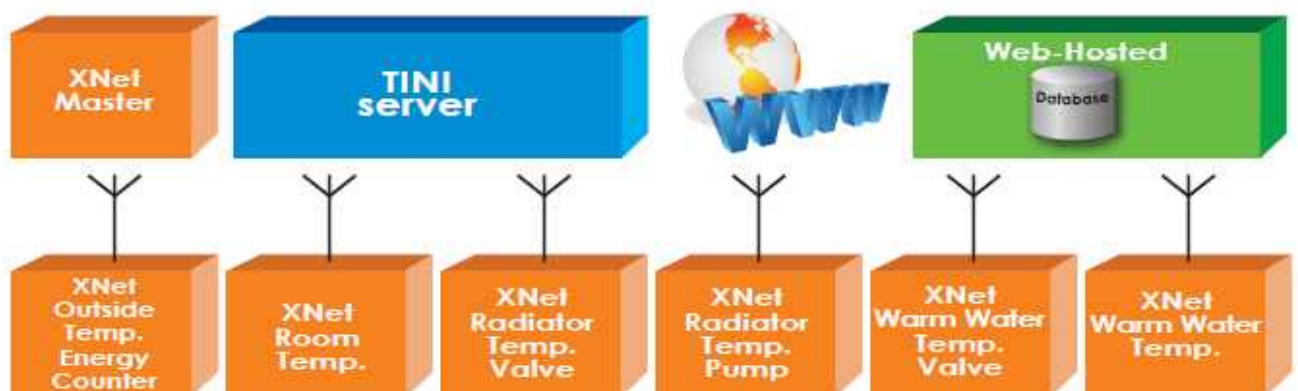 XNet
Master
TINI
server
WWW
Web-Hosted
Database
XNet
Outside
Temp.
Energy
Counter
XNet
Room
Temp.
XNet
Radiator
Temp.
Valve
XNet
Radiator
Temp.
Pump
XNet
Warm Water
Temp.
Valve
XNet
Warm Water
Temp.